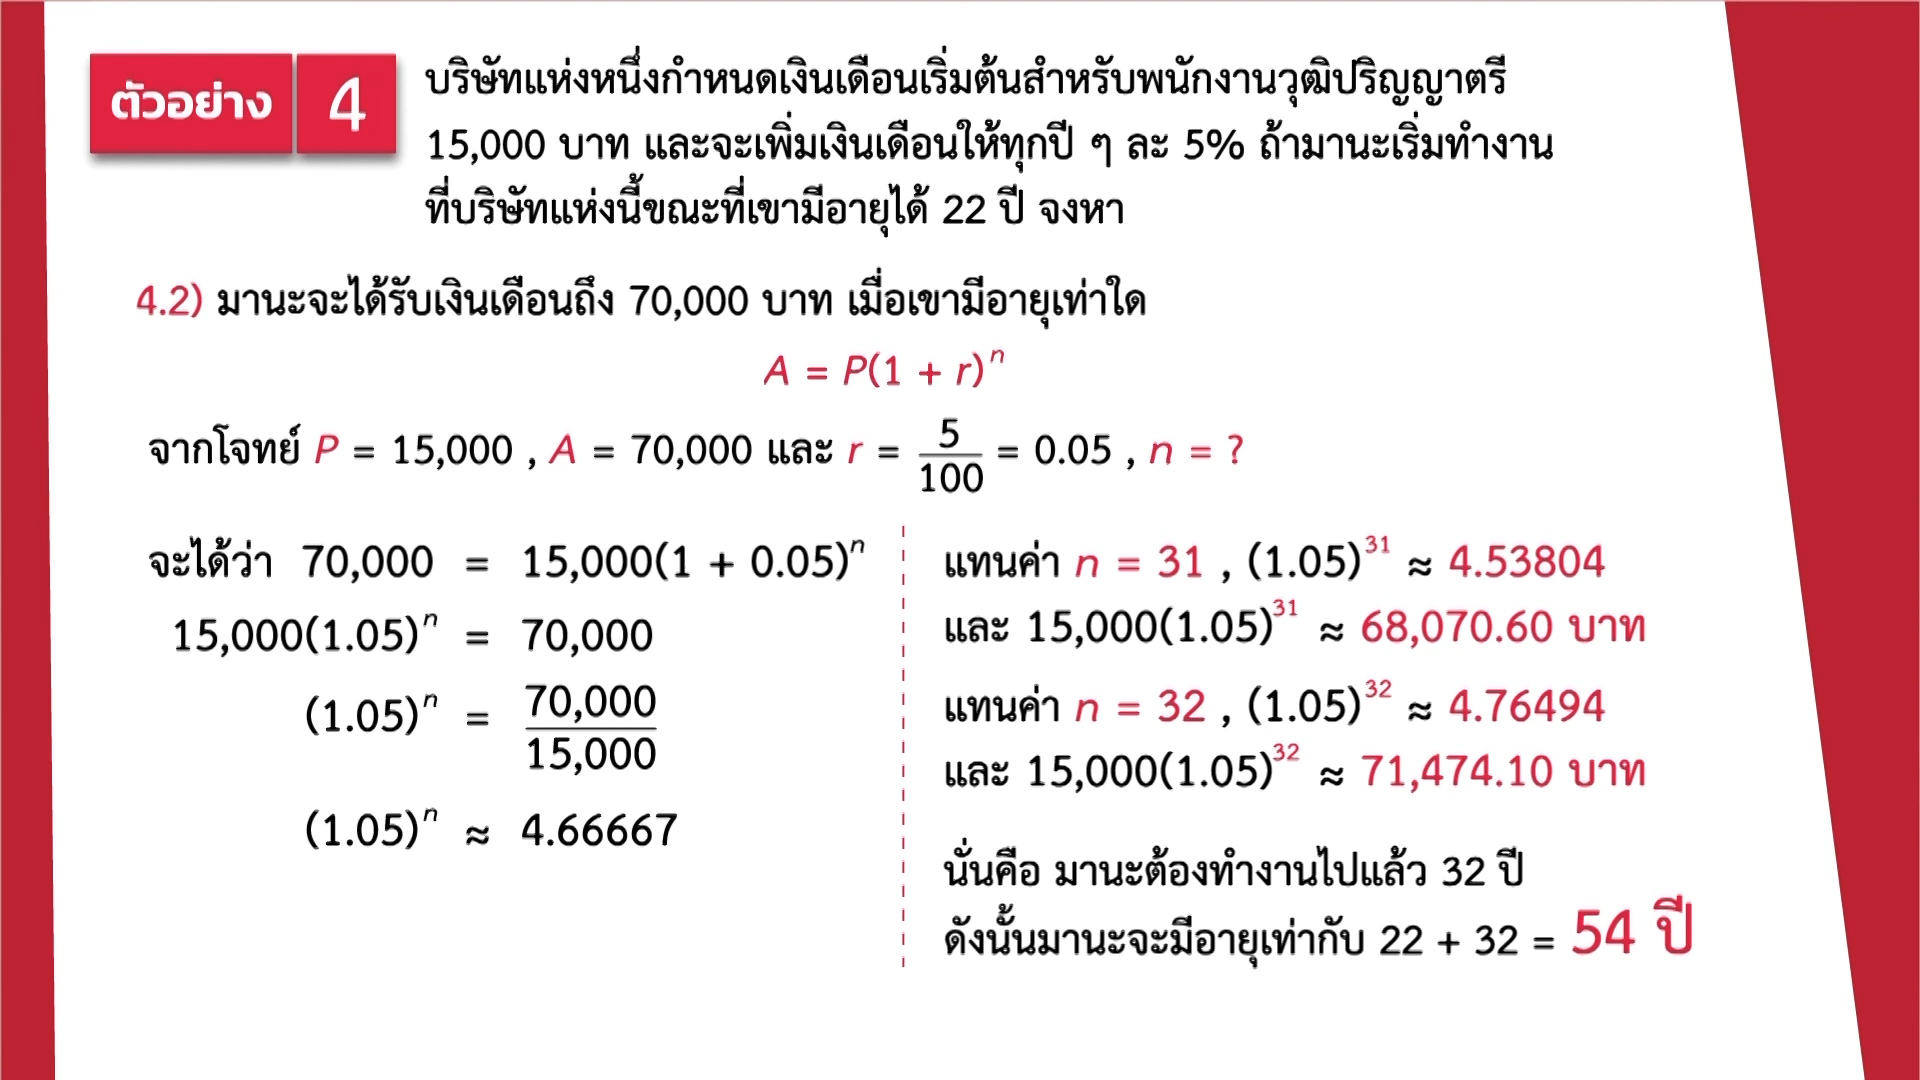 ตัวอย่าง 4 บริษัทแห่งหนึ่งกำหนดเงินเดือนเริ่มต้นสำหรับพนักงานวุฒิปริญญาตรี
15,000 บาท และจะเพิ่มเงินเดือนให้ทุกปี ๆ ละ 5% ถ้ามานะเริ่มทำงาน
ที่บริษัทแห่งนี้ขณะที่เขามีอายุได้ 22 ปี จงหา
4.2) มานะจะได้รับเงินเดือนถึง 70,000 บาท เมื่อเขามีอายุเท่าใด
A = P(1 + r)^n
จากโจทย์ P = 15,000 , A = 70,000 และ r = 5/100 = 0.05 , n = ?
จะได้ว่า 70,000 = 15,000(1 + 0.05)^n
15,000(1.05)^n = 70,000
(1.05)^n = 70,000/15,000
(1.05)^n ≈ 4.66667
แทนค่า n = 31 , (1.05)^31 ≈ 4.53804
และ 15,000(1.05)^31 ≈ 68,070.60 บาท
แทนค่า n = 32 , (1.05)^32 ≈ 4.76494
และ 15,000(1.05)^32 ≈ 71,474.10 บาท
นั่นคือ มานะต้องทำงานไปแล้ว 32 ปี
ดังนั้นมานะจะมีอายุเท่ากับ 22 + 32 = 54 ปี